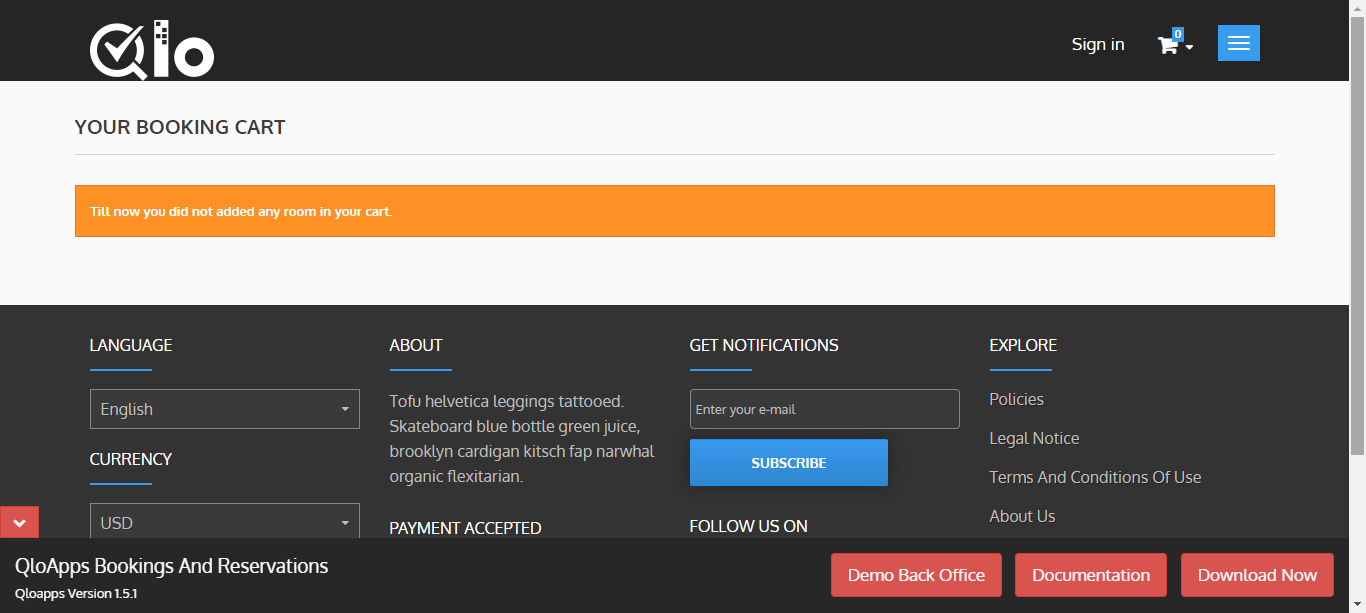 Qlo
Sign in
0
YOUR BOOKING CART
Till now you did not added any room in your cart.
LANGUAGE
English
CURRENCY
USD
ABOUT
Tofu helvetica leggings tattooed.
Skateboard blue bottle green juice,
brooklyn cardigan kitsch fap narwhal
organic flexitarian.
PAYMENT ACCEPTED
GET NOTIFICATIONS
Enter your e-mail
SUBSCRIBE
FOLLOW US ON
EXPLORE
Policies
Legal Notice
Terms And Conditions Of Use
About Us
QloApps Bookings And Reservations
Qloapps Version 1.5.1
Demo Back Office
Documentation
Download Now